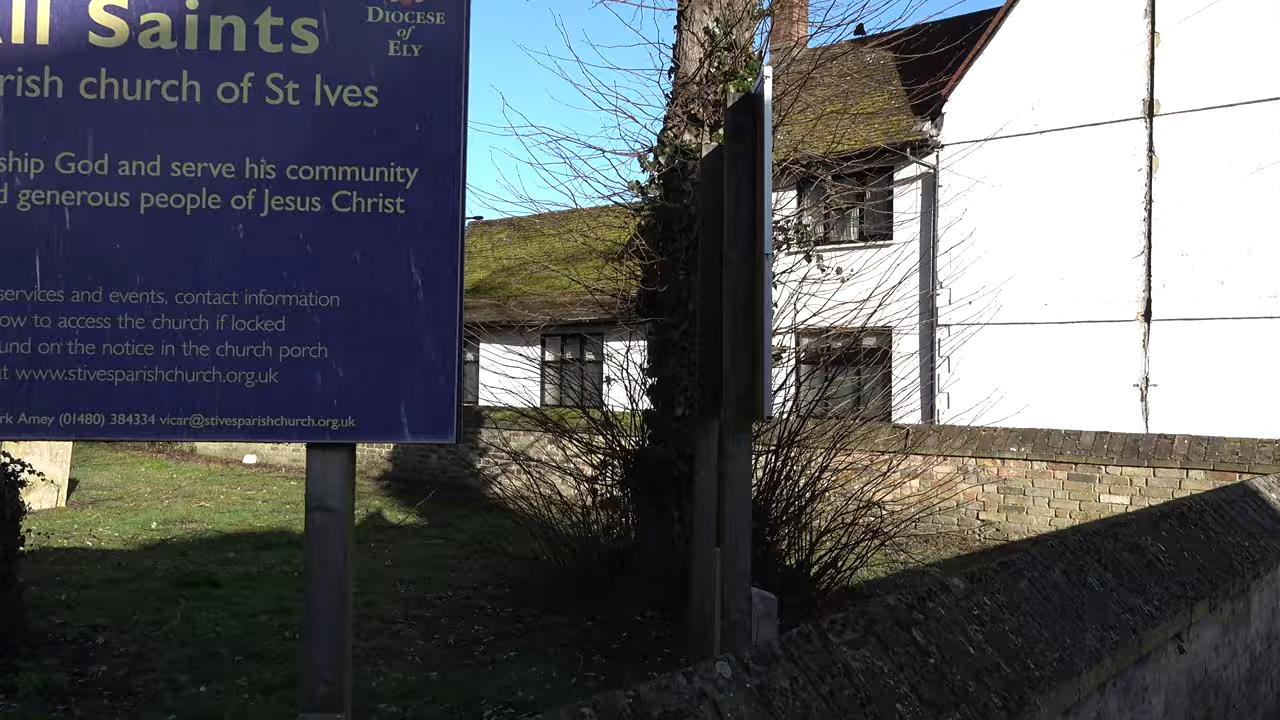 All Saints
DIOCESE
of
ELY
rish church of St Ives
ship God and serve his community
d generous people of Jesus Christ
services and events, contact information
ow to access the church if locked
und on the notice in the church porch
at www.stivesparishchurch.org.uk
rk Amey (01480) 384334 vicar@stivesparishchurch.org.uk